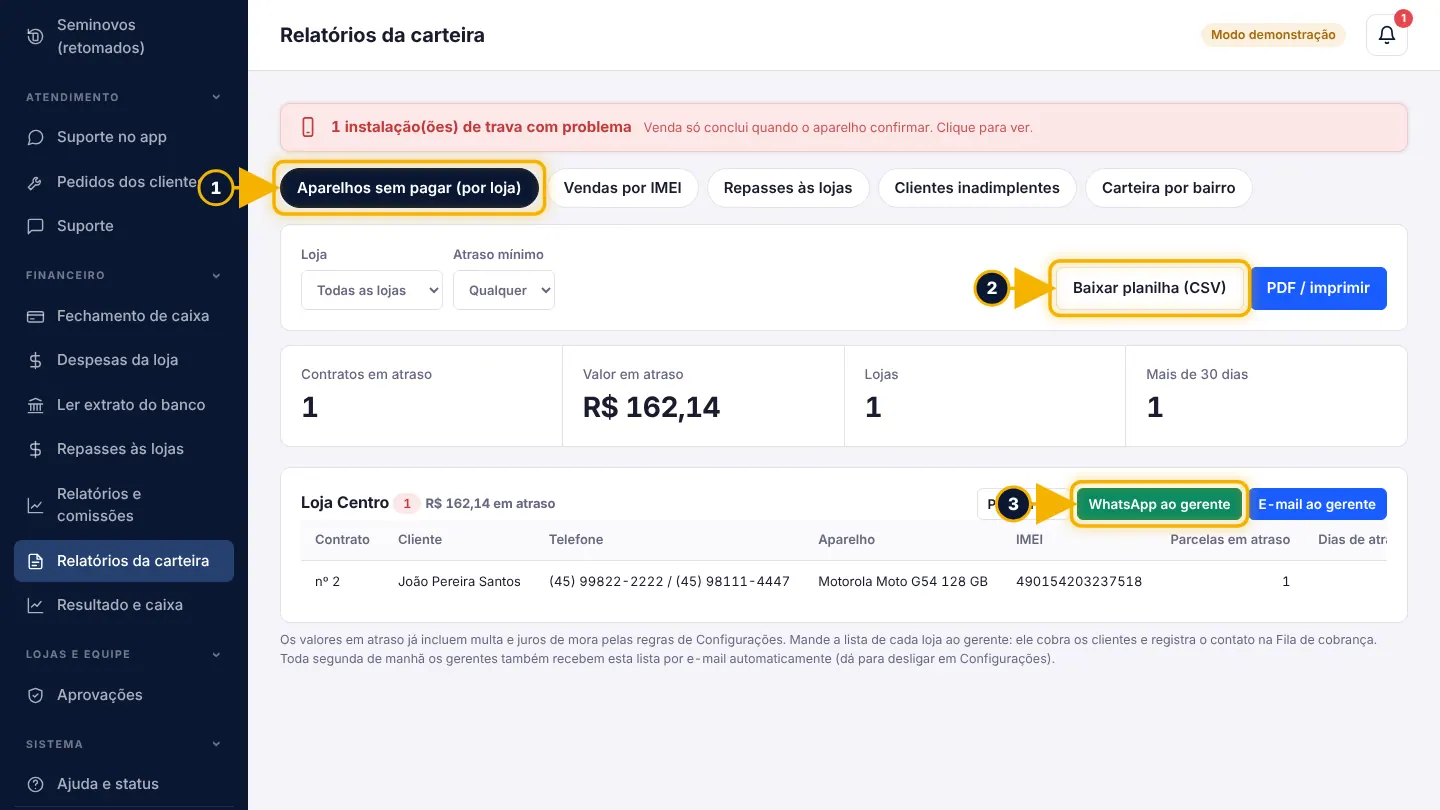 Seminovos
(retomados)
ATENDIMENTO
Suporte no app
Pedidos dos cliente
Suporte
FINANCEIRO
Fechamento de caixa
Despesas da loja
Ler extrato do banco
Repasses às lojas
Relatórios e
comissões
Relatórios da carteira
Resultado e caixa
LOJAS E EQUIPE
Aprovações
SISTEMA
Ajuda e status
Relatórios da carteira
Modo demonstração
1
1 instalação(ões) de trava com problema Venda só conclui quando o aparelho confirmar. Clique para ver.
1
Aparelhos sem pagar (por loja) Vendas por IMEI Repasses às lojas Clientes inadimplentes Carteira por bairro
Loja Atraso mínimo
Todas as lojas Qualquer
2
Baixar planilha (CSV) PDF / imprimir
Contratos em atraso Valor em atraso Lojas Mais de 30 dias
1 R$ 162,14 1 1
Loja Centro 1 R$ 162,14 em atraso
P 3 WhatsApp ao gerente E-mail ao gerente
Contrato Cliente Telefone Aparelho IMEI Parcelas em atraso Dias de atra
nº 2 João Pereira Santos (45) 99822-2222 / (45) 98111-4447 Motorola Moto G54 128 GB 490154203237518 1
Os valores em atraso já incluem multa e juros de mora pelas regras de Configurações. Mande a lista de cada loja ao gerente: ele cobra os clientes e registra o contato na Fila de cobrança.
Toda segunda de manhã os gerentes também recebem esta lista por e-mail automaticamente (dá para desligar em Configurações).